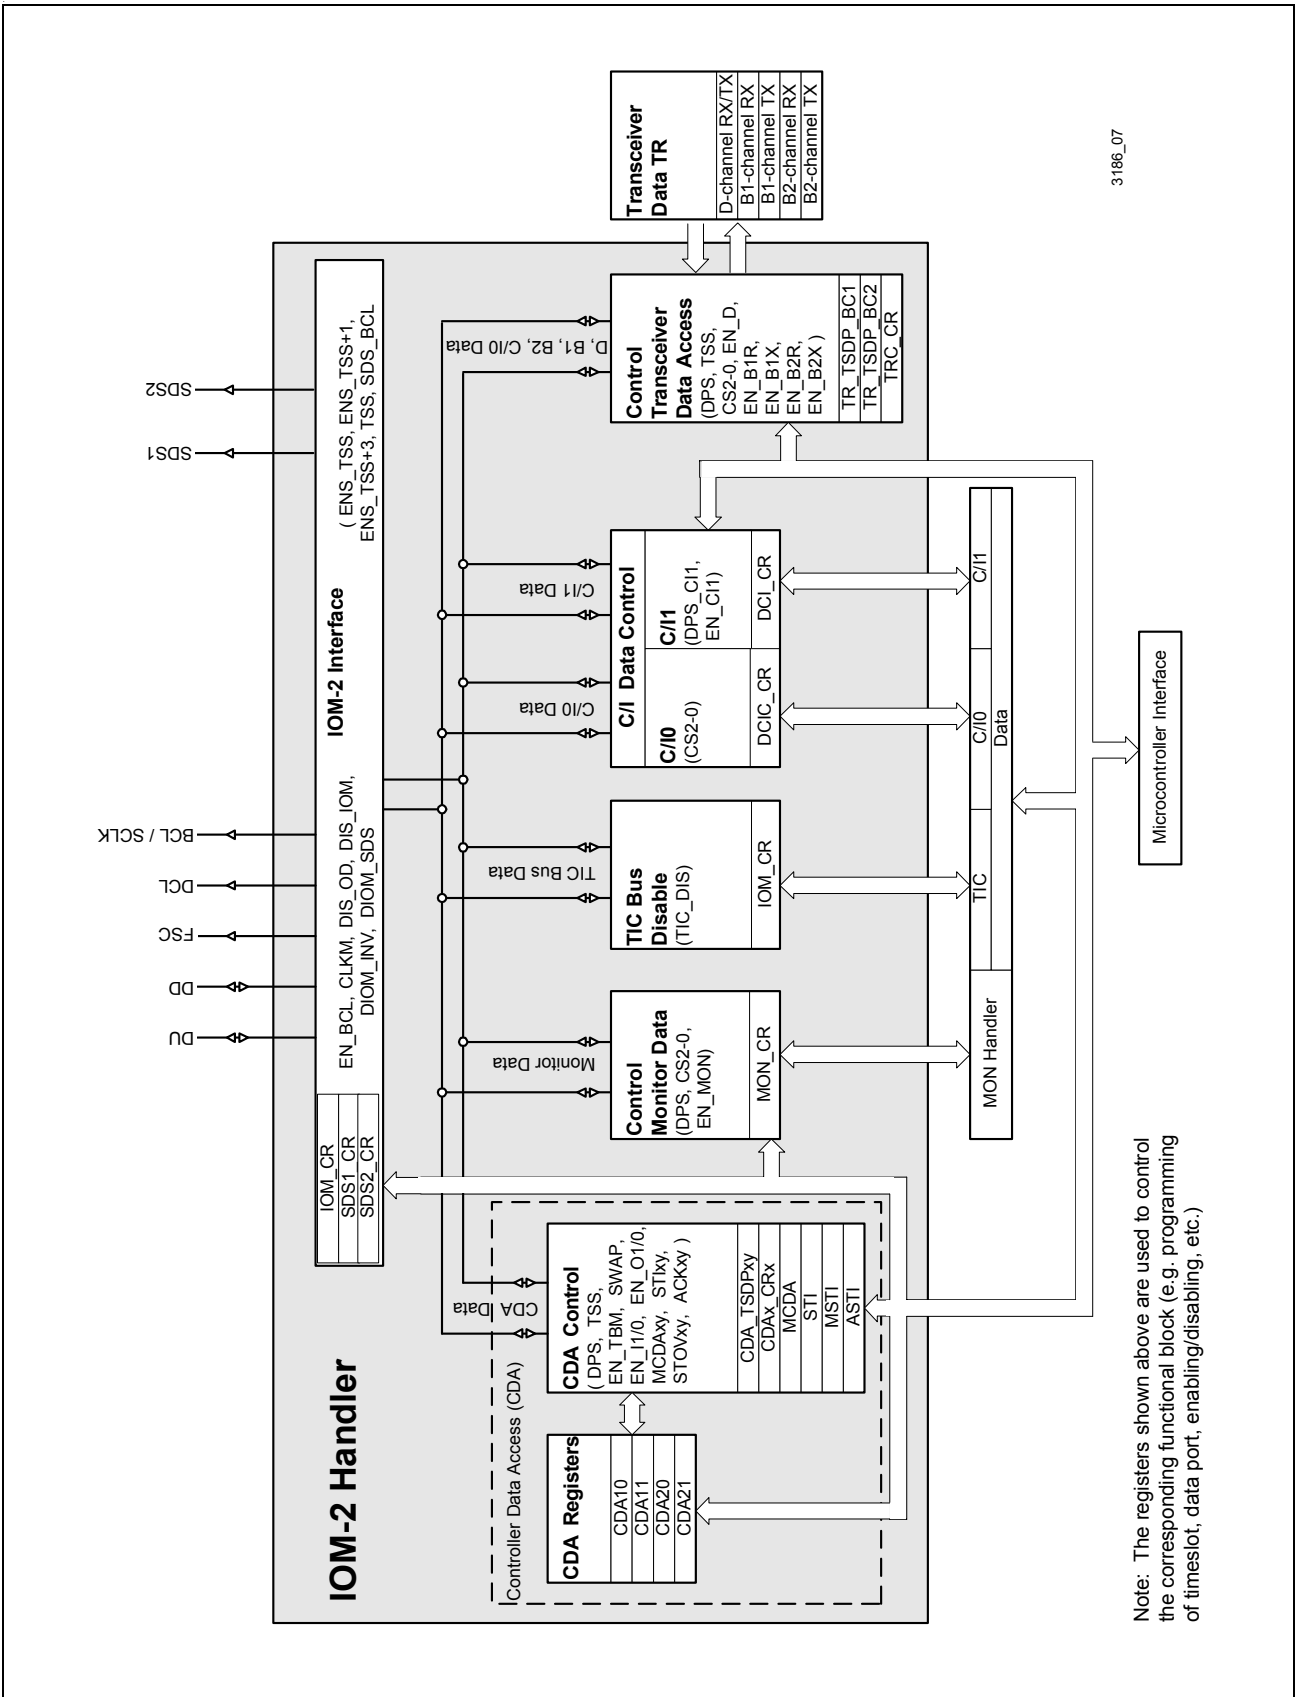 IOM-2 Handler
DU
DD
FSC
DCL
BCL / SCLK
SDS1
SDS2
IOM_CR
SDS1_CR
SDS2_CR
IOM-2 Interface
EN_BCL, CLKM, DIS_OD, DIS_IOM,
DIOM_INV, DIOM_SDS
( ENS_TSS, ENS_TSS+1,
ENS_TSS+3, TSS, SDS_BCL
CDA Data
Monitor Data
TIC Bus Data
C/I0 Data
C/I1 Data
D, B1, B2, C/I0 Data
Controller Data Access (CDA)
CDA Registers
CDA10
CDA11
CDA20
CDA21
CDA Control
( DPS, TSS,
EN_TBM, SWAP,
EN_I1/0, EN_O1/0,
MCDAxy, STIxy,
STOVxy, ACKxy )
CDA_TSDPxy
CDAx_CRx
MCDA
STI
MSTI
ASTI
Control
Monitor Data
(DPS, CS2-0,
EN_MON)
MON_CR
TIC Bus
Disable
(TIC_DIS)
IOM_CR
C/I Data Control
C/I0
(CS2-0)
DCIC_CR
C/I1
(DPS_CI1,
EN_CI1)
DCI_CR
Control
Transceiver
Data Access
(DPS, TSS,
CS2-0, EN_D,
EN_B1R,
EN_B1X
EN_B2R,
EN_B2X )
TR_TSDP_BC1
TR_TSDP_BC2
TRC_CR
Transceiver
Data TR
D-channel RX/TX
B1-channel RX
B1-channel TX
B2-channel RX
B2-channel TX
MON Handler
TIC
C/I0
C/I1
Data
Microcontroller Interface
Note: The registers shown above are used to control
the corresponding functional block (e.g. programming
of timeslot, data port, enabling/disabling, etc.)
3186_07